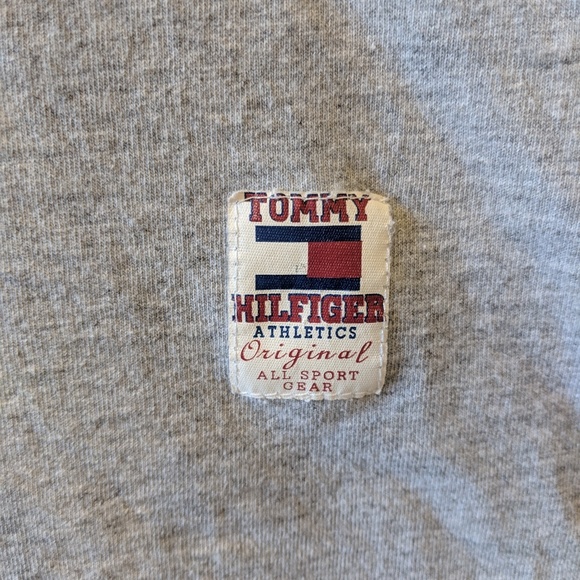 TOMMY
HILFIGER
ATHLETICS
Original
ALL SPORT
GEAR